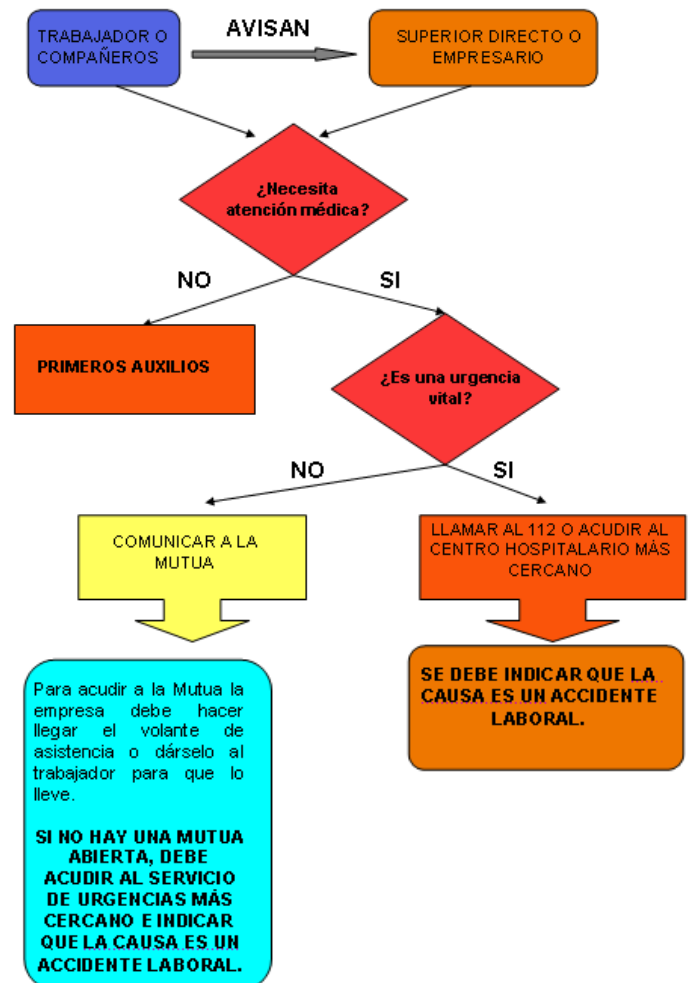 TRABAJADOR O
COMPAÑEROS
AVISAN
SUPERIOR DIRECTO O
EMPRESARIO
¿Necesita
atención médica?
NO
SI
PRIMEROS AUXILIOS
¿Es una urgencia
vital?
NO
SI
COMUNICAR A LA
MUTUA
LLAMAR AL 112 O ACUDIR AL
CENTRO HOSPITALARIO MÁS
CERCANO
Para acudir a la Mutua la
empresa debe hacer
llegar el volante de
asistencia o dárselo al
trabajador para que lo
lleve.
SI NO HAY UNA MUTUA
ABIERTA, DEBE
ACUDIR AL SERVICIO
DE URGENCIAS MÁS
CERCANO E INDICAR
QUE LA CAUSA ES UN
ACCIDENTE LABORAL.
SE DEBE INDICAR QUE LA
CAUSA ES UN ACCIDENTE
LABORAL.